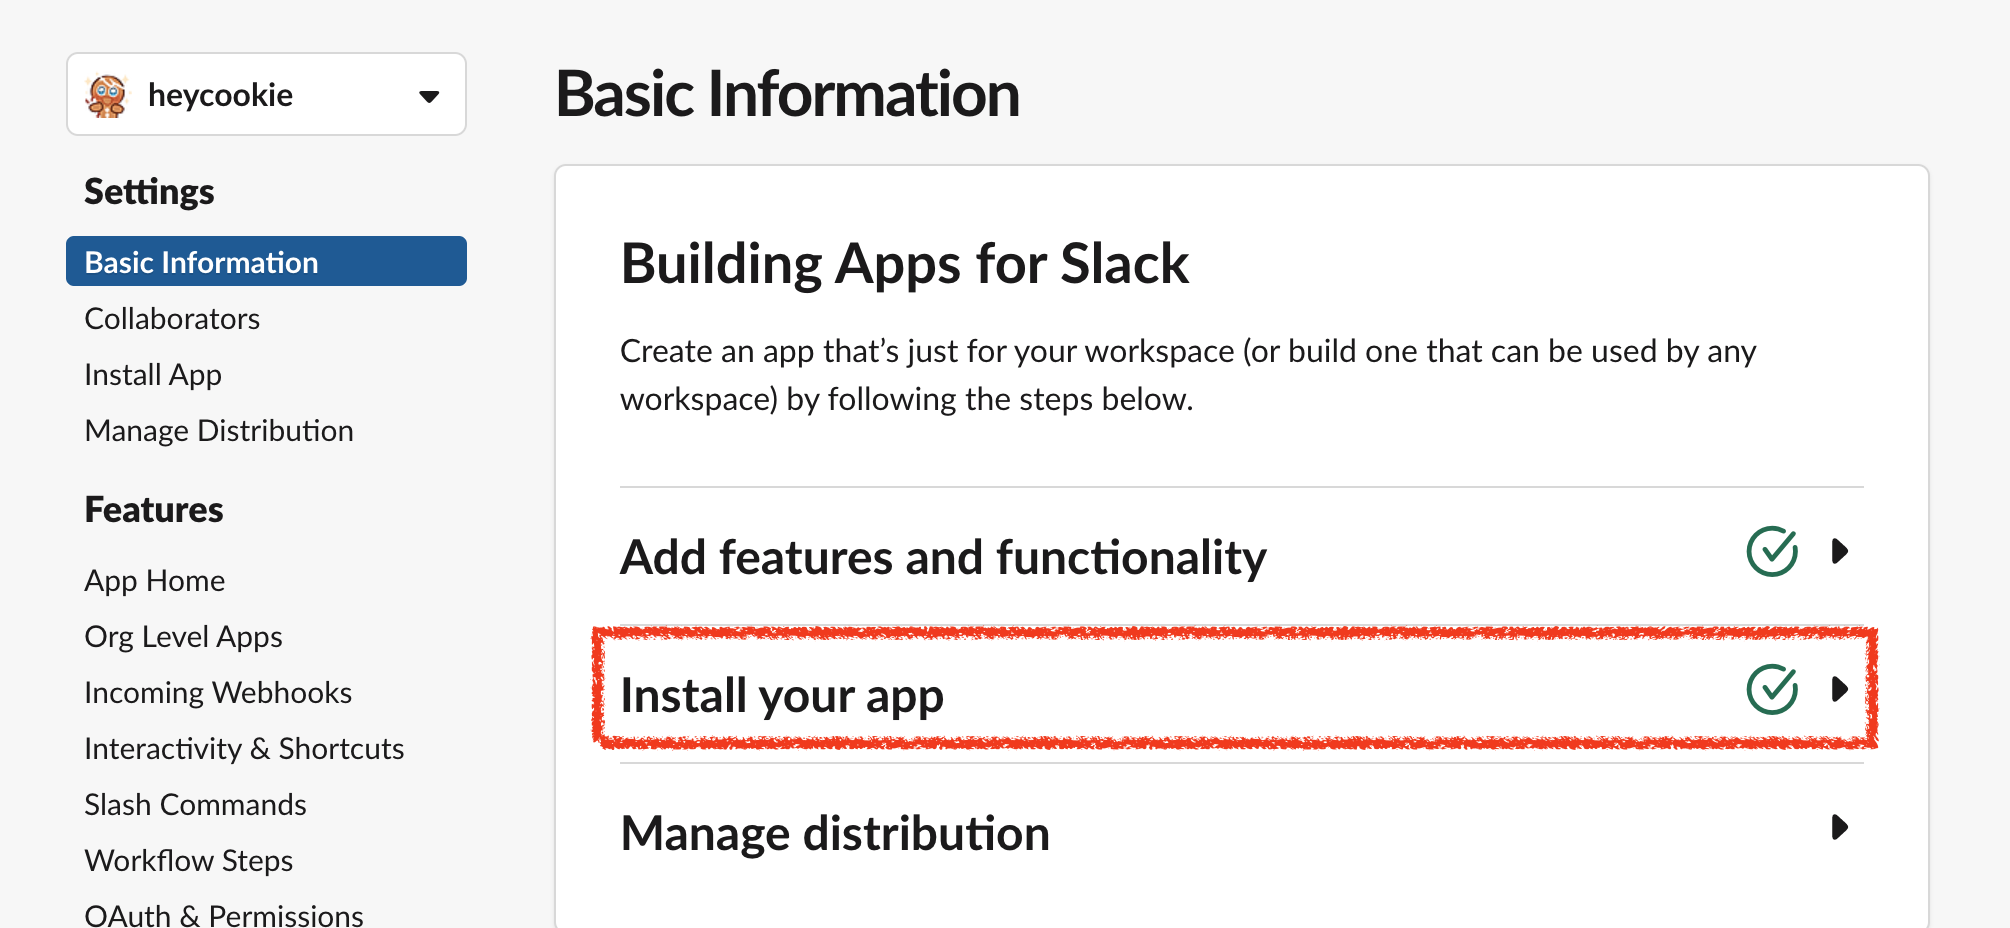 heycookie
Settings
Basic Information
Collaborators
Install App
Manage Distribution
Features
App Home
Org Level Apps
Incoming Webhooks
Interactivity & Shortcuts
Slash Commands
Workflow Steps
OAuth & Permissions
Basic Information
Building Apps for Slack
Create an app that’s just for your workspace (or build one that can be used by any
workspace) by following the steps below.
Add features and functionality
Install your app
Manage distribution